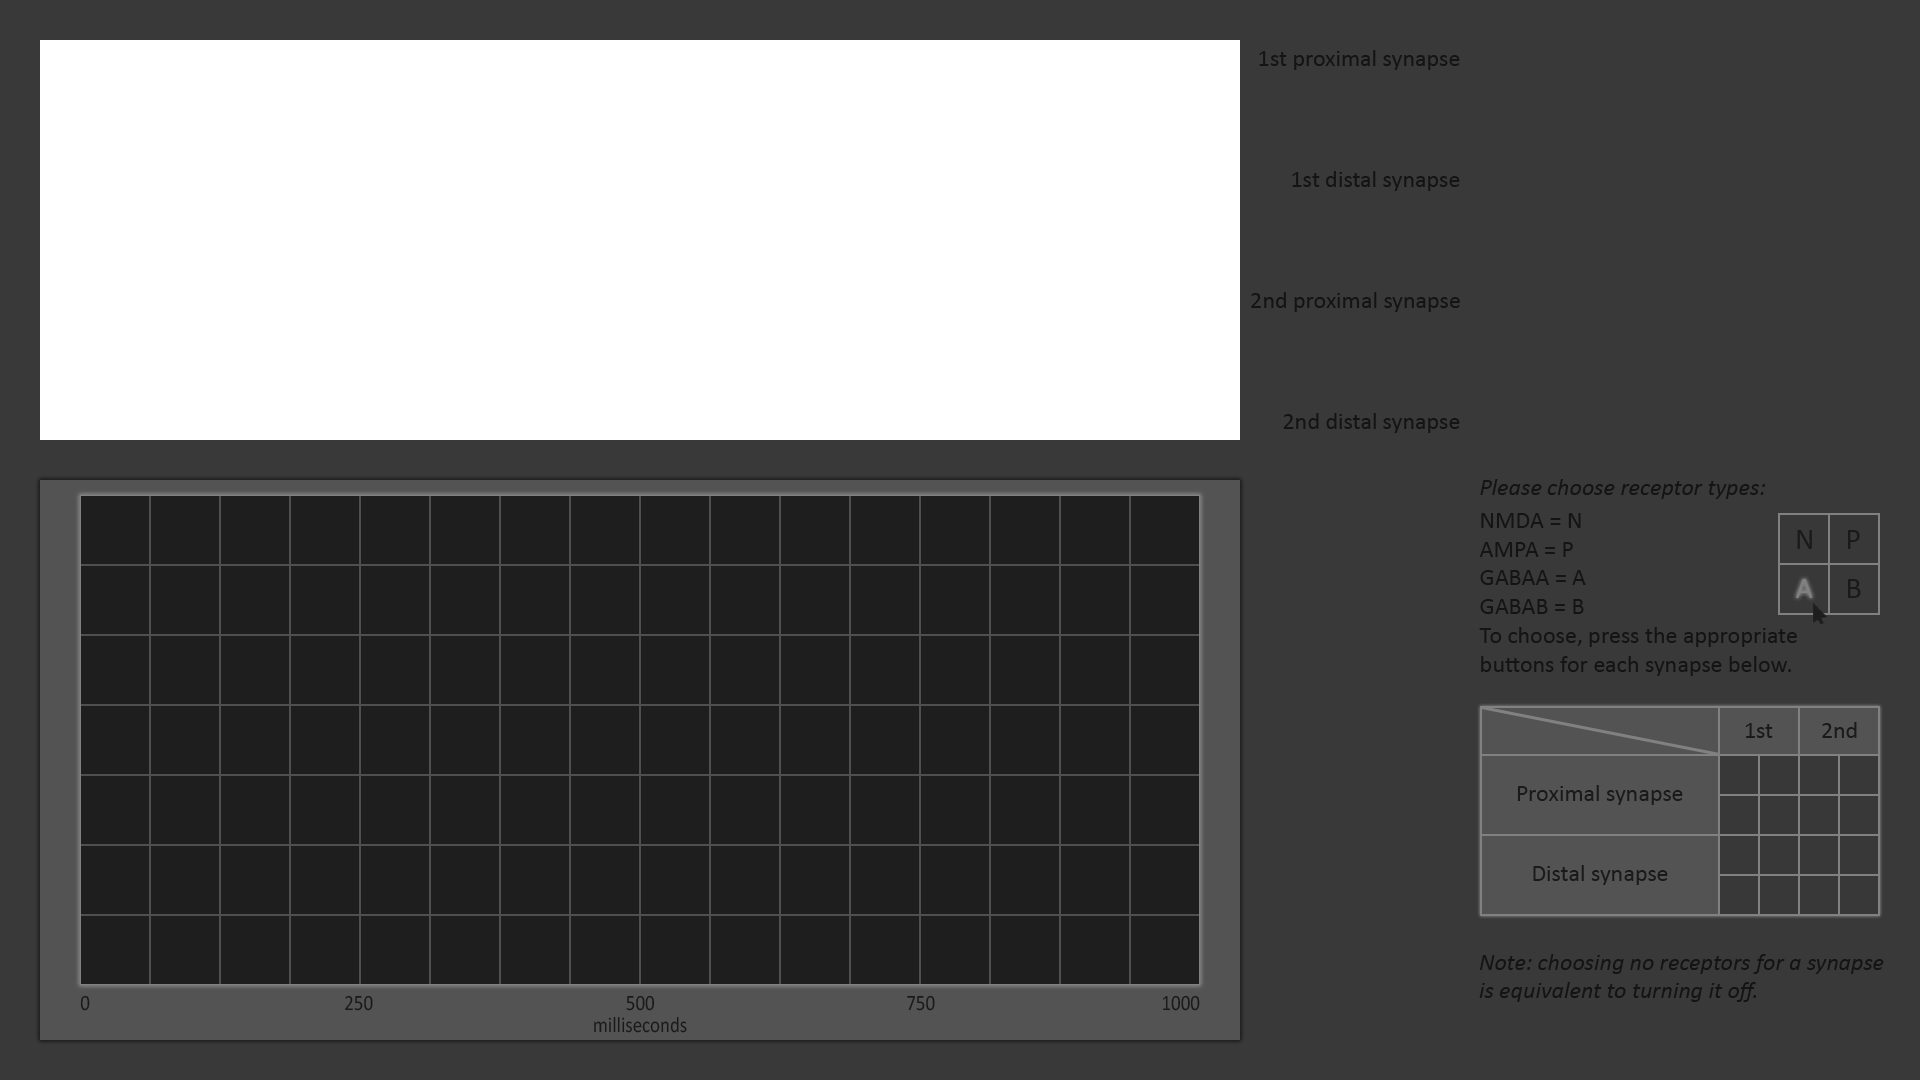 1st proximal synapse
1st distal synapse
2nd proximal synapse
2nd distal synapse
Please choose receptor types:
NMDA = N
AMPA = P
GABAA = A
GABAB = B
To choose, press the appropriate
buttons for each synapse below.
N P
A B
1st 2nd
Proximal synapse
Distal synapse
Note: choosing no receptors for a synapse
is equivalent to turning it off.
0 250 500 750 1000
milliseconds